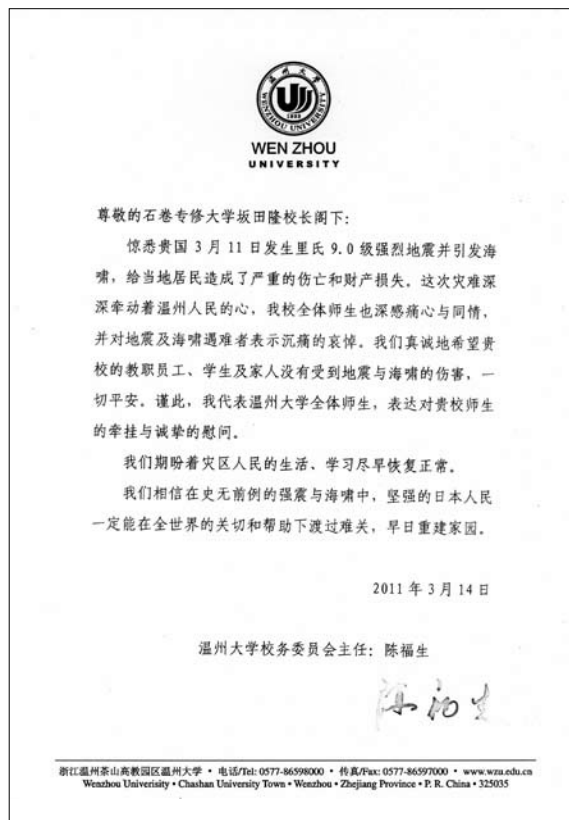 温州大学
1933
WENZHOU UNIVERSITY
WEN ZHOU
UNIVERSITY
尊敬的石卷专修大学坂田隆校长阁下:
惊悉贵国 3 月 11 日发生里氏 9.0 级强烈地震并引发海
啸，给当地居民造成了严重的伤亡和财产损失。这次灾难深
深牵动着温州人民的心，我校全体师生也深感痛心与同情，
并对地震及海啸遇难者表示沉痛的哀悼。我们真诚地希望贵
校的教职员工、学生及家人没有受到地震与海啸的伤害，一
切平安。谨此，我代表温州大学全体师生，表达对贵校师生
的牵挂与诚挚的慰问。
我们期盼着灾区人民的生活、学习尽早恢复正常。
我们相信在史无前例的强震与海啸中，坚强的日本人民
一定能在全世界的关切和帮助下渡过难关，早日重建家园。
2011 年 3 月 14 日
温州大学校务委员会主任: 陈福生
陈福生
浙江温州茶山高教园区温州大学 • 电话/Tel: 0577-86598000 • 传真/Fax: 0577-86597000 • www.wzu.edu.cn
Wenzhou Univerisity • Chashan University Town • Wenzhou • Zhejiang Province • P. R. China • 325035